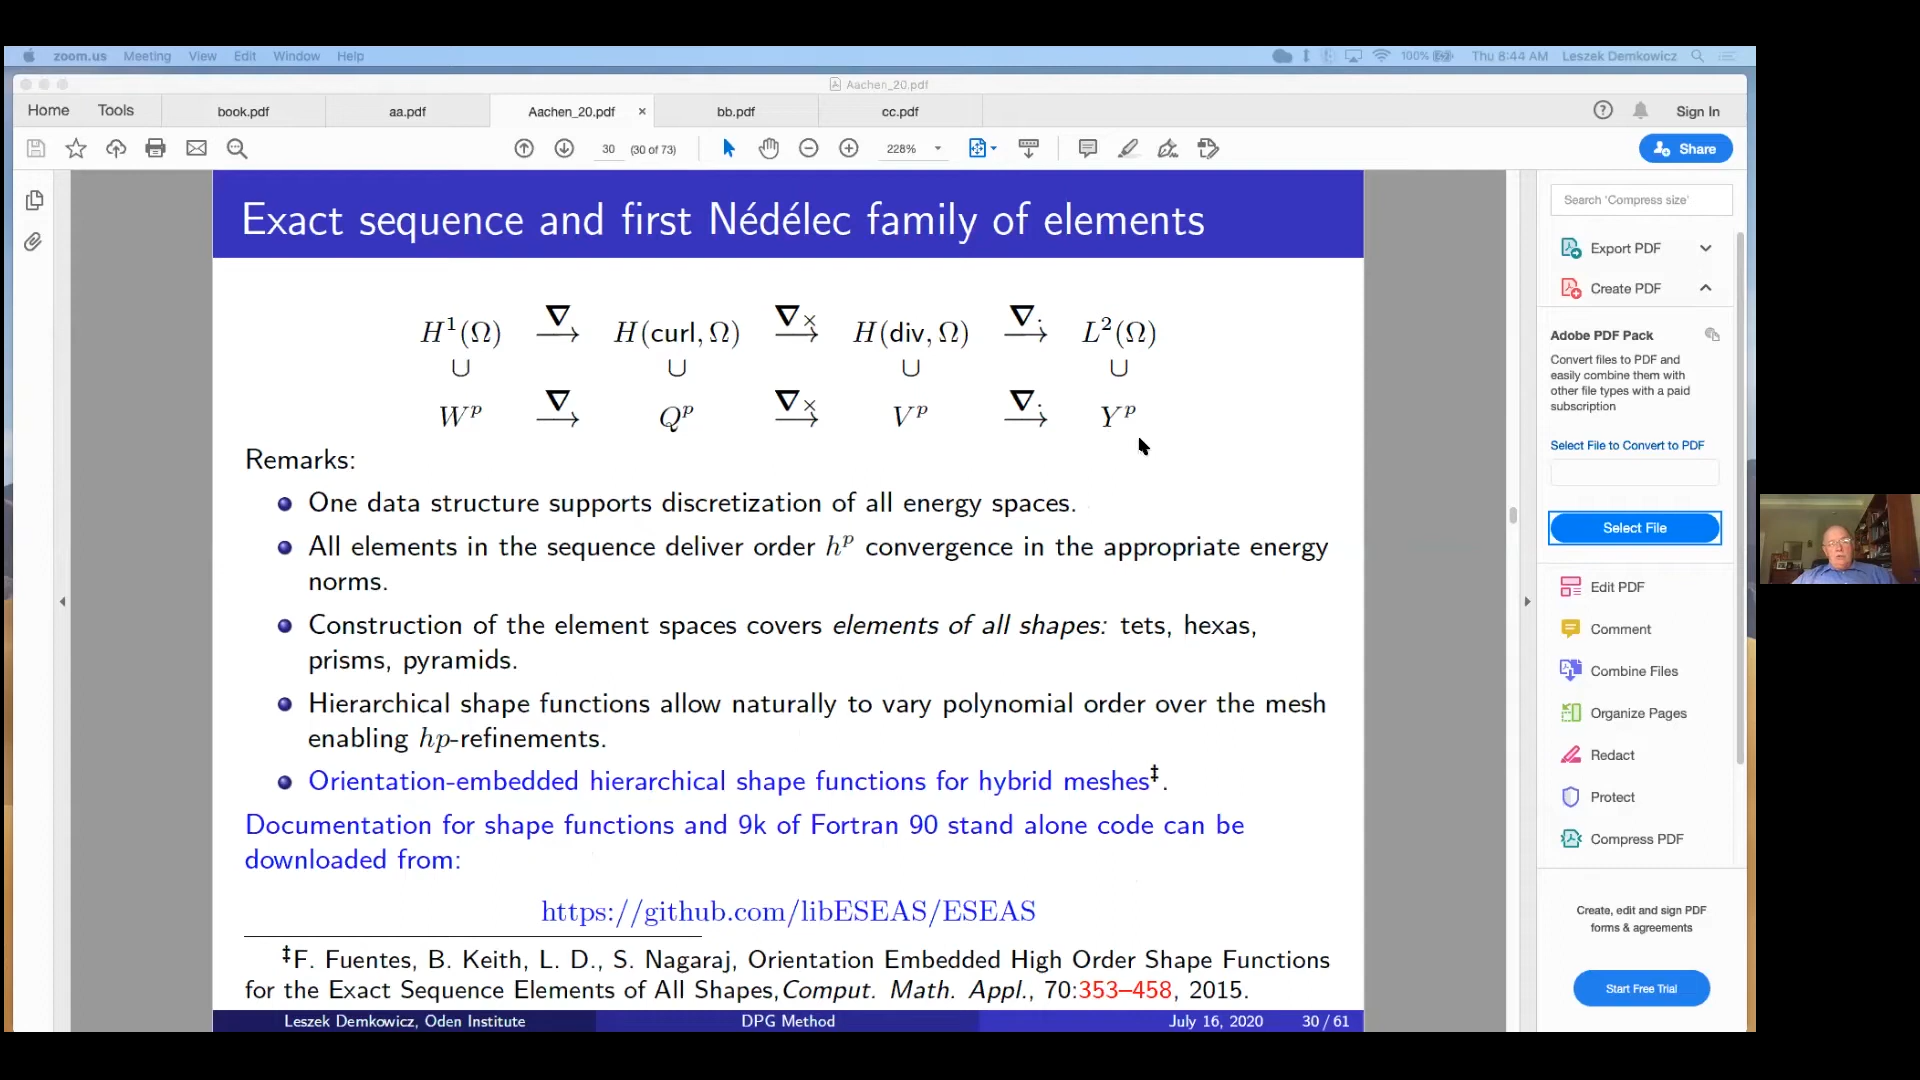 zoom.us Meeting View Edit Window Help 100% Thu 8:44 AM Leszek Demkowicz
Aachen_20.pdf
Home Tools book.pdf aa.pdf Aachen_20.pdf × bb.pdf cc.pdf Sign In
30 (30 of 73) 228% Share
Exact sequence and first Nédélec family of elements
H¹(Ω) ∇→ H(curl, Ω) ∇×→ H(div, Ω) ∇·→ L²(Ω)
∪ ∪ ∪ ∪
Wᵖ ∇→ Qᵖ ∇×→ Vᵖ ∇·→ Yᵖ
Remarks:
One data structure supports discretization of all energy spaces.
All elements in the sequence deliver order hᵖ convergence in the appropriate energy
norms.
Construction of the element spaces covers elements of all shapes: tets, hexas,
prisms, pyramids.
Hierarchical shape functions allow naturally to vary polynomial order over the mesh
enabling hp-refinements.
Orientation-embedded hierarchical shape functions for hybrid meshes‡.
Documentation for shape functions and 9k of Fortran 90 stand alone code can be
downloaded from:
https://github.com/libESEAS/ESEAS
‡F. Fuentes, B. Keith, L. D., S. Nagaraj, Orientation Embedded High Order Shape Functions
for the Exact Sequence Elements of All Shapes,Comput. Math. Appl., 70:353–458, 2015.
Leszek Demkowicz, Oden Institute DPG Method July 16, 2020 30 / 61
Search 'Compress size'
Export PDF
Create PDF
Adobe PDF Pack
Convert files to PDF and
easily combine them with
other file types with a paid
subscription
Select File to Convert to PDF
Select File
Edit PDF
Comment
Combine Files
Organize Pages
Redact
Protect
Compress PDF
Create, edit and sign PDF
forms & agreements
Start Free Trial